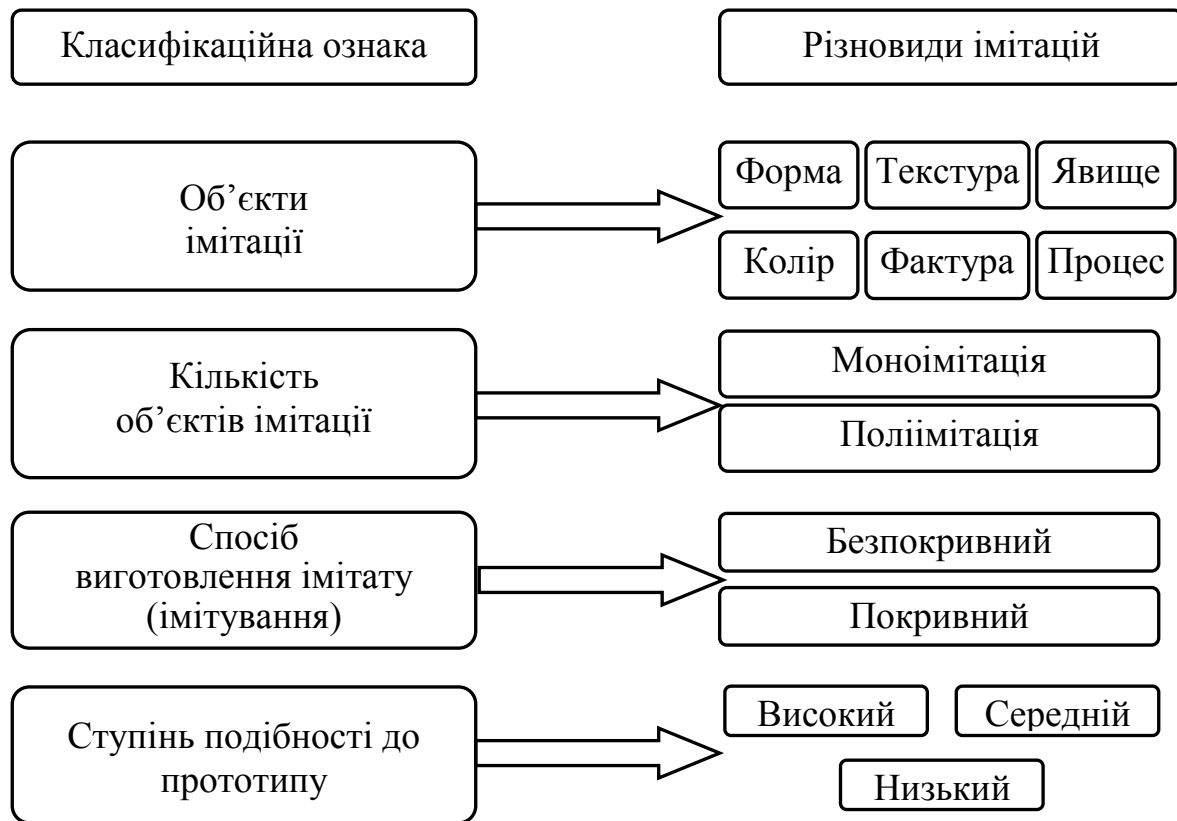 Класифікаційна ознака
Різновиди імітацій
Об’єкти
імітації
Форма
Текстура
Явище
Колір
Фактура
Процес
Кількість
об’єктів імітації
Моноімітація
Поліімітація
Спосіб
виготовлення імітату
(імітування)
Безпокривний
Покривний
Ступінь подібності до
прототипу
Високий
Середній
Низький